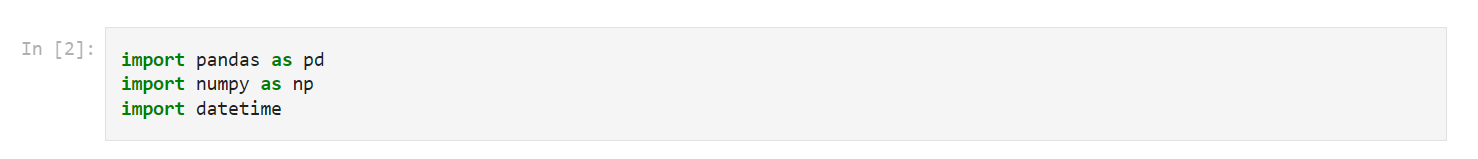 In [2]:
import pandas as pd
import numpy as np
import datetime